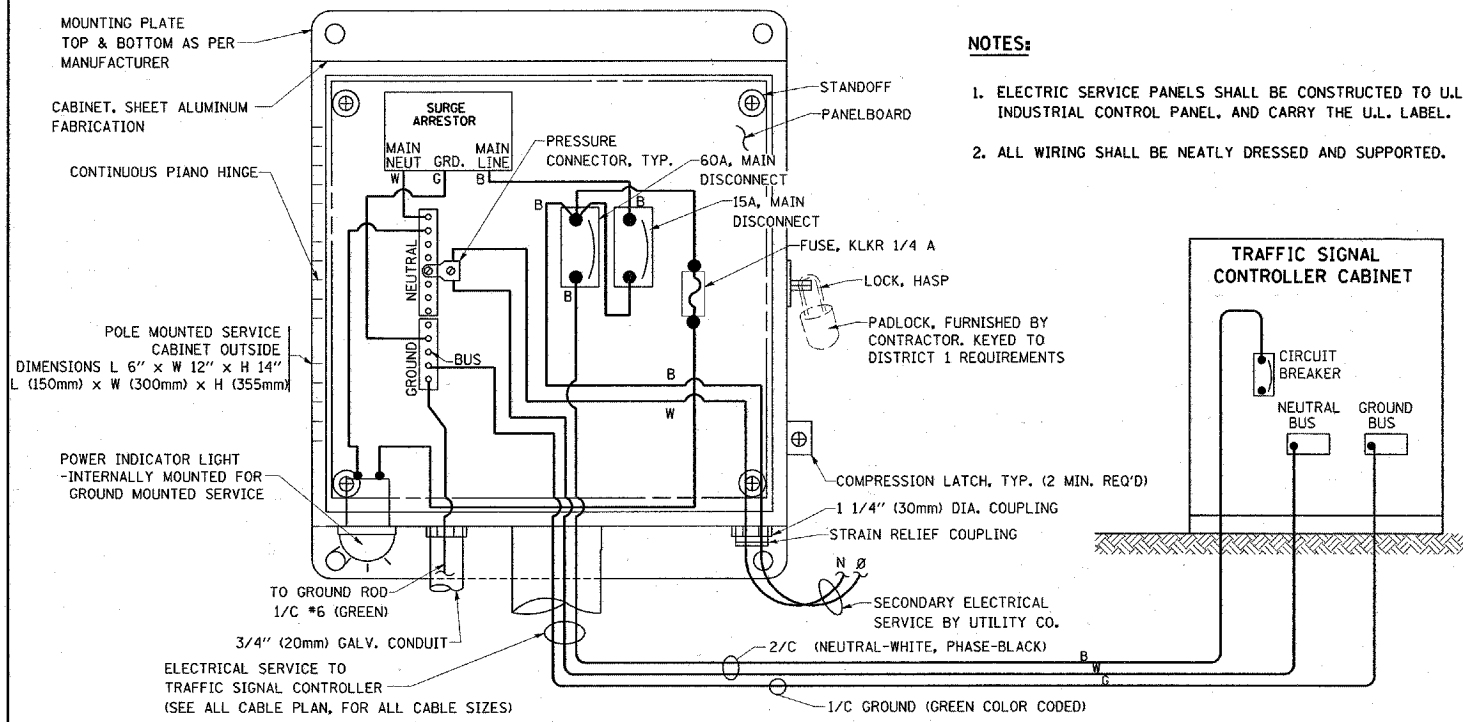 MOUNTING PLATE
TOP & BOTTOM AS PER
MANUFACTURER
CABINET, SHEET ALUMINUM
FABRICATION
CONTINUOUS PIANO HINGE
POLE MOUNTED SERVICE
CABINET OUTSIDE
DIMENSIONS L 6" x W 12" x H 14"
L (150mm) x W (300mm) x H (355mm)
POWER INDICATOR LIGHT
-INTERNALLY MOUNTED FOR
GROUND MOUNTED SERVICE
TO GROUND ROD
1/C #6 (GREEN)
3/4" (20mm) GALV. CONDUIT
ELECTRICAL SERVICE TO
TRAFFIC SIGNAL CONTROLLER
(SEE ALL CABLE PLAN, FOR ALL CABLE SIZES)
SURGE
ARRESTOR
MAIN
NEUT
GRD.
MAIN
LINE
W
G
B
PRESSURE
CONNECTOR, TYP.
NEUTRAL
GROUND
BUS
B
B
B
B
W
STANDOFF
PANELBOARD
60A, MAIN
DISCONNECT
15A, MAIN
DISCONNECT
FUSE, KLKR 1/4 A
LOCK, HASP
PADLOCK, FURNISHED BY
CONTRACTOR. KEYED TO
DISTRICT 1 REQUIREMENTS
COMPRESSION LATCH, TYP. (2 MIN. REQ'D)
1 1/4" (30mm) DIA. COUPLING
STRAIN RELIEF COUPLING
N Ø
SECONDARY ELECTRICAL
SERVICE BY UTILITY CO.
2/C (NEUTRAL-WHITE, PHASE-BLACK)
B
W
G
1/C GROUND (GREEN COLOR CODED)
NOTES:
1. ELECTRIC SERVICE PANELS SHALL BE CONSTRUCTED TO U.L
INDUSTRIAL CONTROL PANEL, AND CARRY THE U.L. LABEL.
2. ALL WIRING SHALL BE NEATLY DRESSED AND SUPPORTED.
TRAFFIC SIGNAL
CONTROLLER CABINET
CIRCUIT
BREAKER
NEUTRAL
BUS
GROUND
BUS